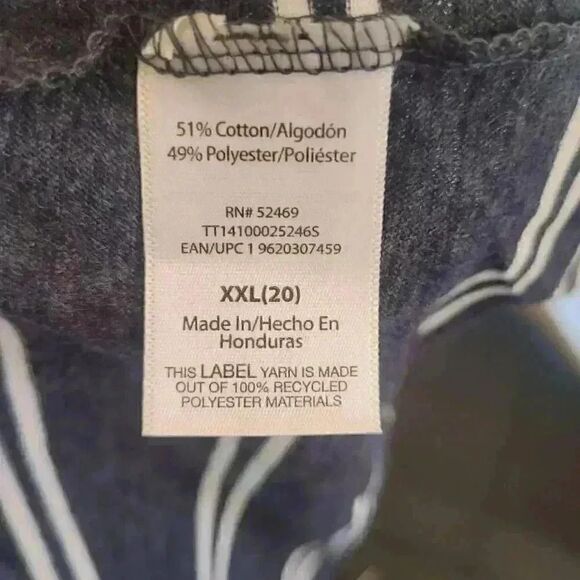 51% Cotton/Algodón
49% Polyester/Poliéster
RN# 52469
TT14100025246S
EAN/UPC 1 9620307459
XXL(20)
Made In/Hecho En
Honduras
THIS LABEL YARN IS MADE
OUT OF 100% RECYCLED
POLYESTER MATERIALS